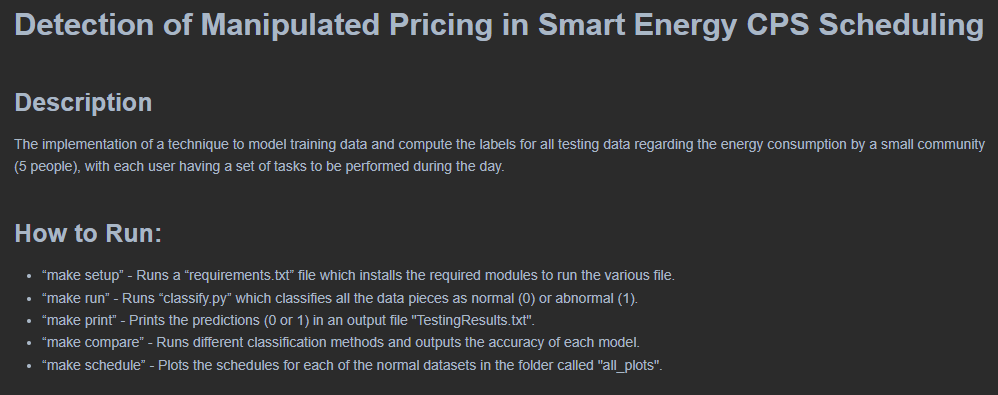 Detection of Manipulated Pricing in Smart Energy CPS Scheduling
Description
The implementation of a technique to model training data and compute the labels for all testing data regarding the energy consumption by a small community
(5 people), with each user having a set of tasks to be performed during the day.
How to Run:
• “make setup” - Runs a “requirements.txt” file which installs the required modules to run the various file.
• “make run” - Runs “classify.py” which classifies all the data pieces as normal (0) or abnormal (1).
• “make print” - Prints the predictions (0 or 1) in an output file "TestingResults.txt".
• “make compare” - Runs different classification methods and outputs the accuracy of each model.
• “make schedule” - Plots the schedules for each of the normal datasets in the folder called "all_plots".